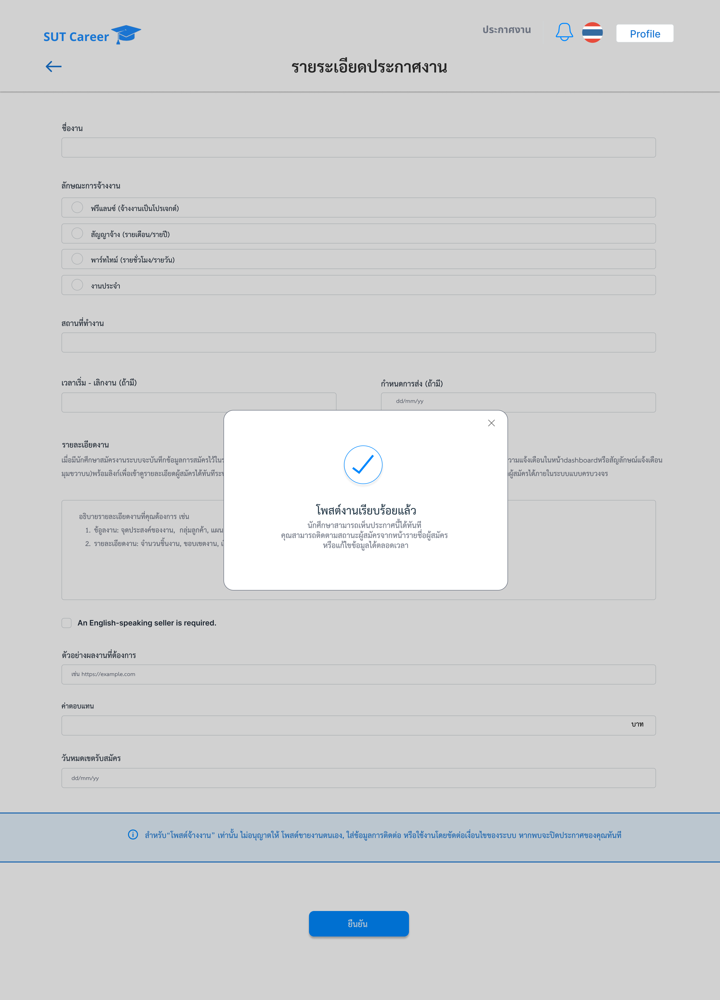 SUT Career
ประกาศงาน
Profile
รายระเอียดประกาศงาน
ชื่องาน
ลักษณะการจ้างงาน
ฟรีแลนซ์ (จ้างงานเป็นโปรเจกต์)
สัญญาจ้าง (รายเดือน/รายปี)
พาร์ทไทม์ (รายชั่วโมง/รายวัน)
งานประจำ
สถานที่ทำงาน
เวลาเริ่ม - เลิกงาน (ถ้ามี)
กำหนดการส่ง (ถ้ามี)
dd/mm/yy
รายละเอียดงาน
เมื่อมีนักศึกษาสมัครงานระบบจะบันทึกข้อมูลการสมัครไว้ใน
วามแจ้งเตือนในหน้าdashboardหรือสัญลักษณ์แจ้งเตือน
มุมขวาบน)พร้อมลิงก์เพื่อเข้าดูรายละเอียดผู้สมัครได้ทันที
ผู้สมัครได้ภายในระบบแบบครบวงจร
โพสต์งานเรียบร้อยแล้ว
นักศึกษาสามารถเห็นประกาศนี้ได้ทันที
คุณสามารถติดตามสถานะผู้สมัครจากหน้ารายชื่อผู้สมัคร
หรือแก้ไขข้อมูลได้ตลอดเวลา
อธิบายรายละเอียดงานที่คุณต้องการ เช่น
1. ข้อูลงาน: จุดประสงค์ของงาน, กลุ่มลูกค้า, แผน
2. รายละเอียดงาน: จำนวนชิ้นงาน, ขอบเขตงาน,
An English-speaking seller is required.
ตัวอย่างผลงานที่ต้องการ
เช่น https://example.com
ค่าตอบแทน
บาท
วันหมดเขตรับสมัคร
dd/mm/yy
สำหรับ“โพสต์จ้างงาน” เท่านั้น ไม่อนุญาตให้ โพสต์ขายงานตนเอง, ใส่ข้อมูลการติดต่อ หรือใช้งานโดยขัดต่อเงื่อนไขของระบบ หากพบจะปิดประกาศของคุณทันที
ยืนยัน